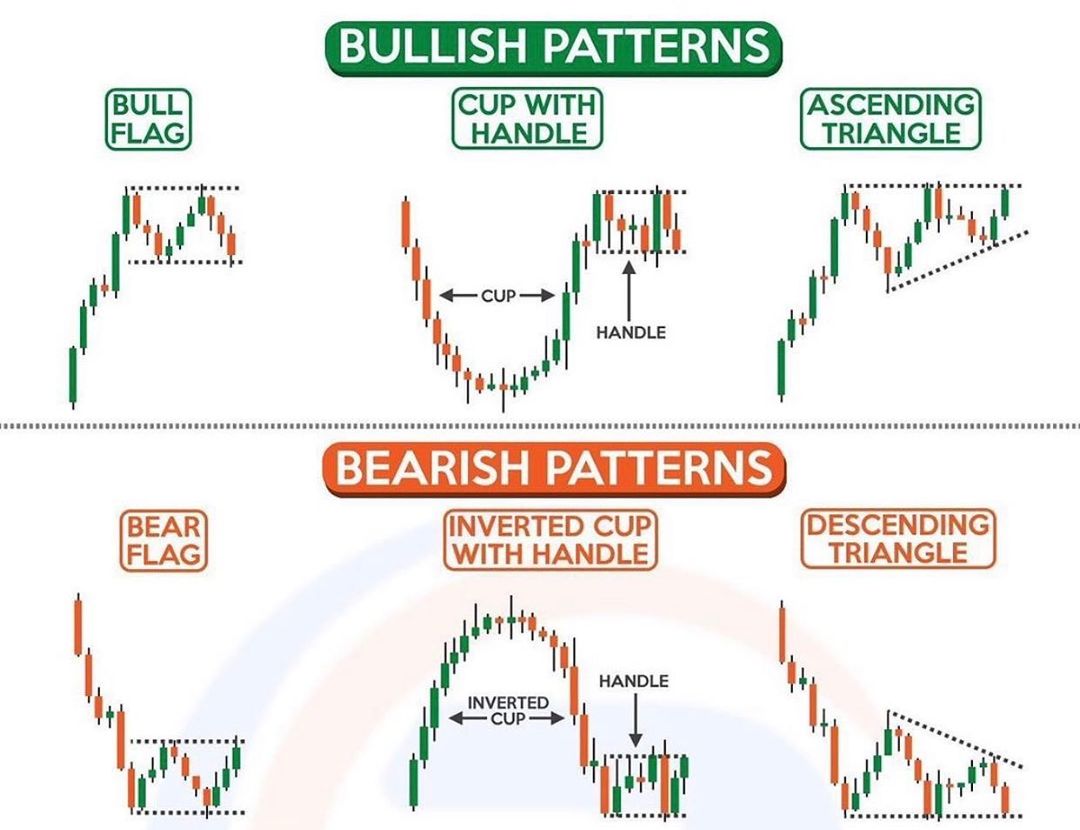 BULLISH PATTERNS
BULL
FLAG
CUP WITH
HANDLE
ASCENDING
TRIANGLE
CUP
HANDLE
BEARISH PATTERNS
BEAR
FLAG
INVERTED CUP
WITH HANDLE
DESCENDING
TRIANGLE
HANDLE
INVERTED
CUP